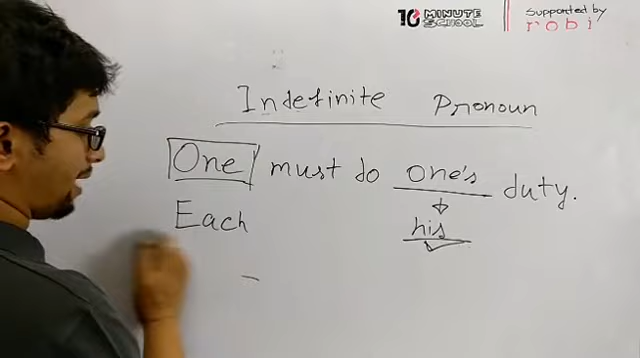 10 MINUTE SCHOOL
supported by
robi
Indefinite Pronoun
One must do one's duty.
Each his